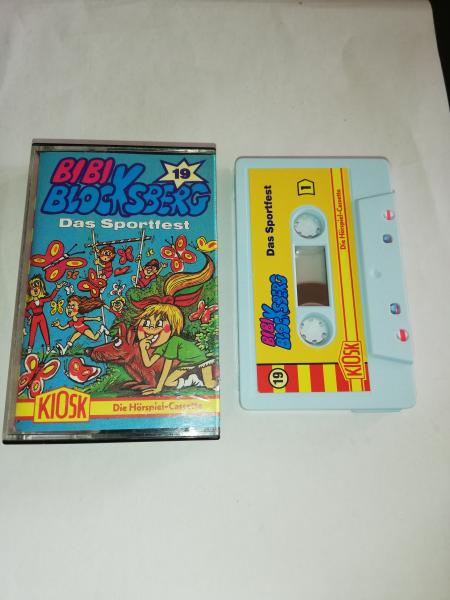 BIBI
BLOCKSBERG
19
Das Sportfest
KIOSK
Die Hörspiel-Cassette
Das Sportfest
1
Die Hörspiel-Cassette
BIBI
BLOCKSBERG
19
KIOSK